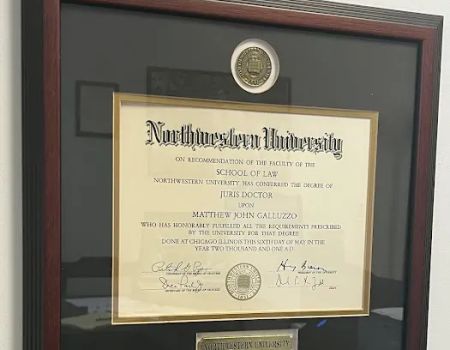 Northwestern University
ON RECOMMENDATION OF THE FACULTY OF THE
SCHOOL OF LAW
NORTHWESTERN UNIVERSITY HAS CONFERRED THE DEGREE OF
JURIS DOCTOR
UPON
MATTHEW JOHN GALLUZZO
WHO HAS HONORABLY FULFILLED ALL THE REQUIREMENTS PRESCRIBED
BY THE UNIVERSITY FOR THAT DEGREE
DONE AT CHICAGO ILLINOIS THIS SIXTH DAY OF MAY IN THE
YEAR TWO THOUSAND AND ONE A.D.
NORTHWESTERN UNIVERSITY